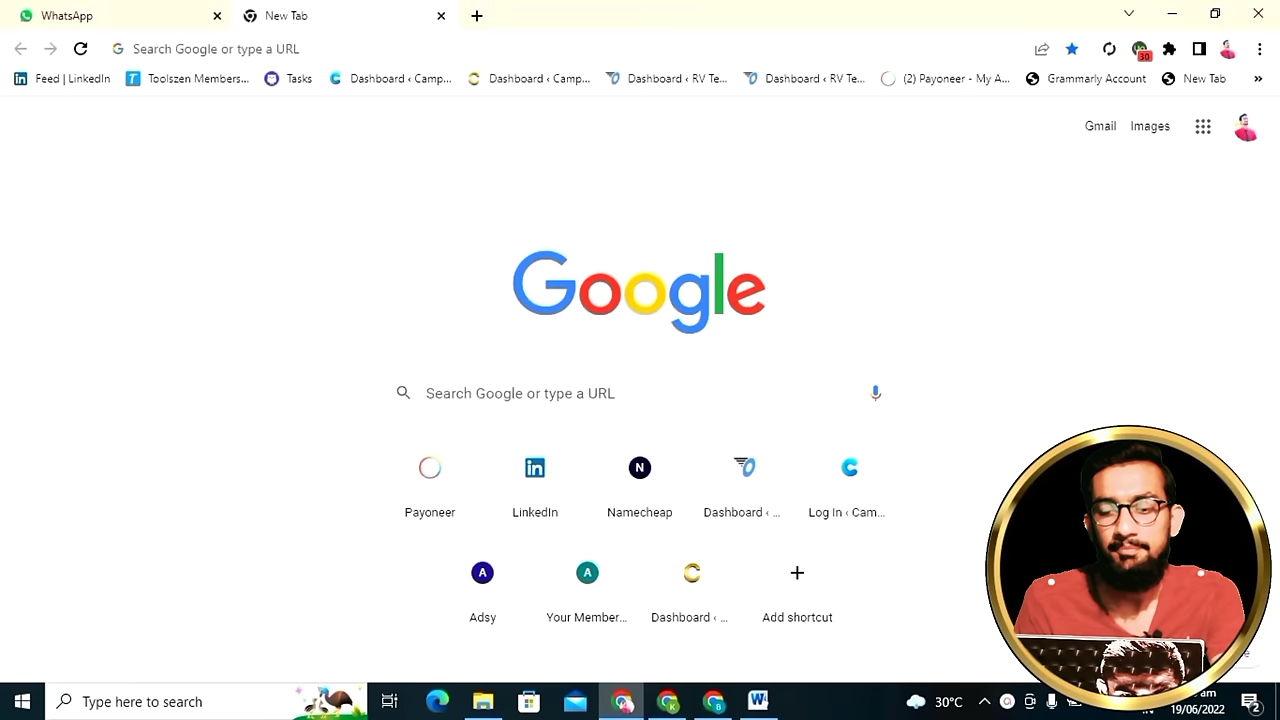 WhatsApp
New Tab
Search Google or type a URL
30
Feed | LinkedIn
Toolszen Members...
Tasks
Dashboard ‹ Camp...
Dashboard ‹ Camp...
Dashboard ‹ RV Te...
Dashboard ‹ RV Te...
(2) Payoneer - My A...
Grammarly Account
New Tab
»
Gmail
Images
Google
Search Google or type a URL
Payoneer
LinkedIn
Namecheap
Dashboard ‹ ...
Log In ‹ Cam...
Adsy
Your Member...
Dashboard ‹ ...
Add shortcut
Type here to search
30°C
19/06/2022
2